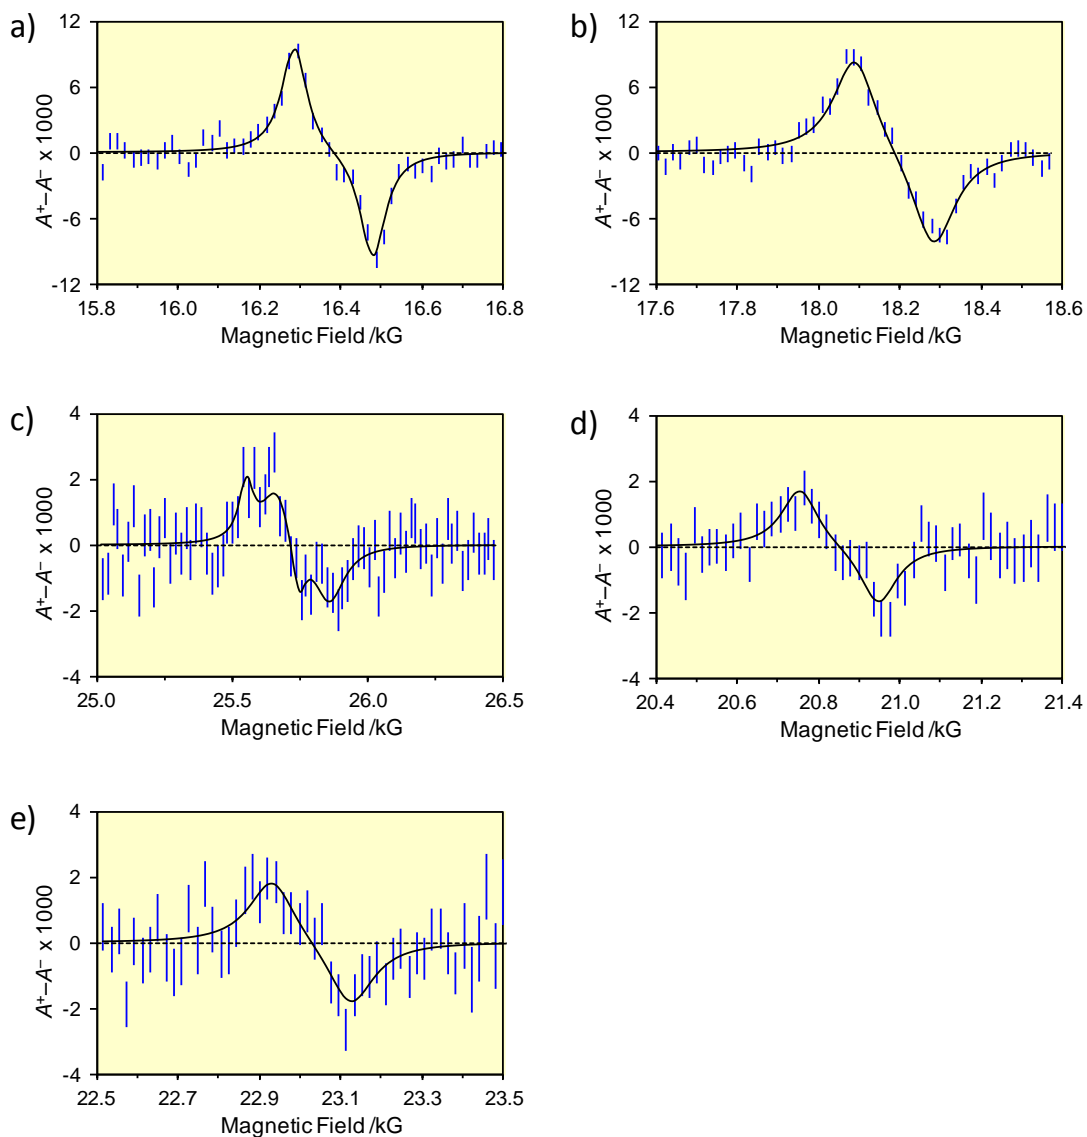 a)
12
6
0
-6
-12
A⁺–A⁻ x 1000
15.8 16.0 16.2 16.4 16.6 16.8
Magnetic Field /kG
b)
12
6
0
-6
-12
A⁺–A⁻ x 1000
17.6 17.8 18.0 18.2 18.4 18.6
Magnetic Field /kG
c)
4
2
0
-2
-4
A⁺–A⁻ x 1000
25.0 25.5 26.0 26.5
Magnetic Field /kG
d)
4
2
0
-2
-4
A⁺–A⁻ x 1000
20.4 20.6 20.8 21.0 21.2 21.4
Magnetic Field /kG
e)
4
2
0
-2
-4
A⁺–A⁻ x 1000
22.5 22.7 22.9 23.1 23.3 23.5
Magnetic Field /kG